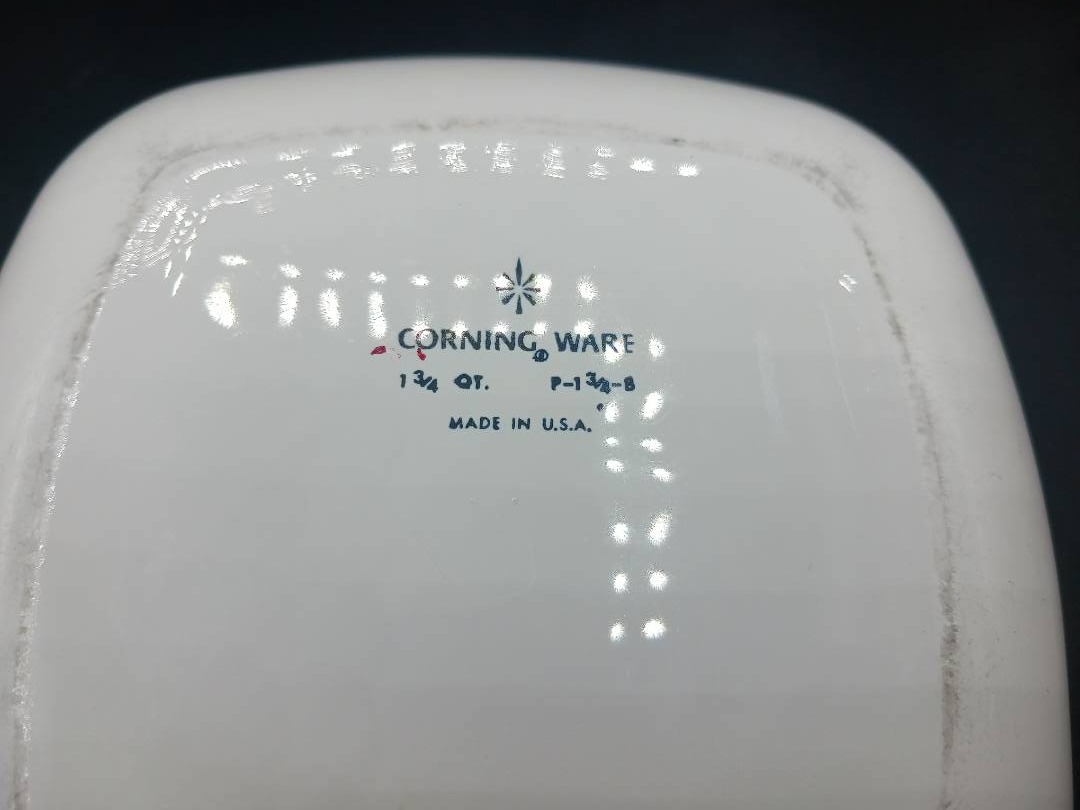 CORNING® WARE
1 3/4 QT. P-1 3/4-B
MADE IN U.S.A.